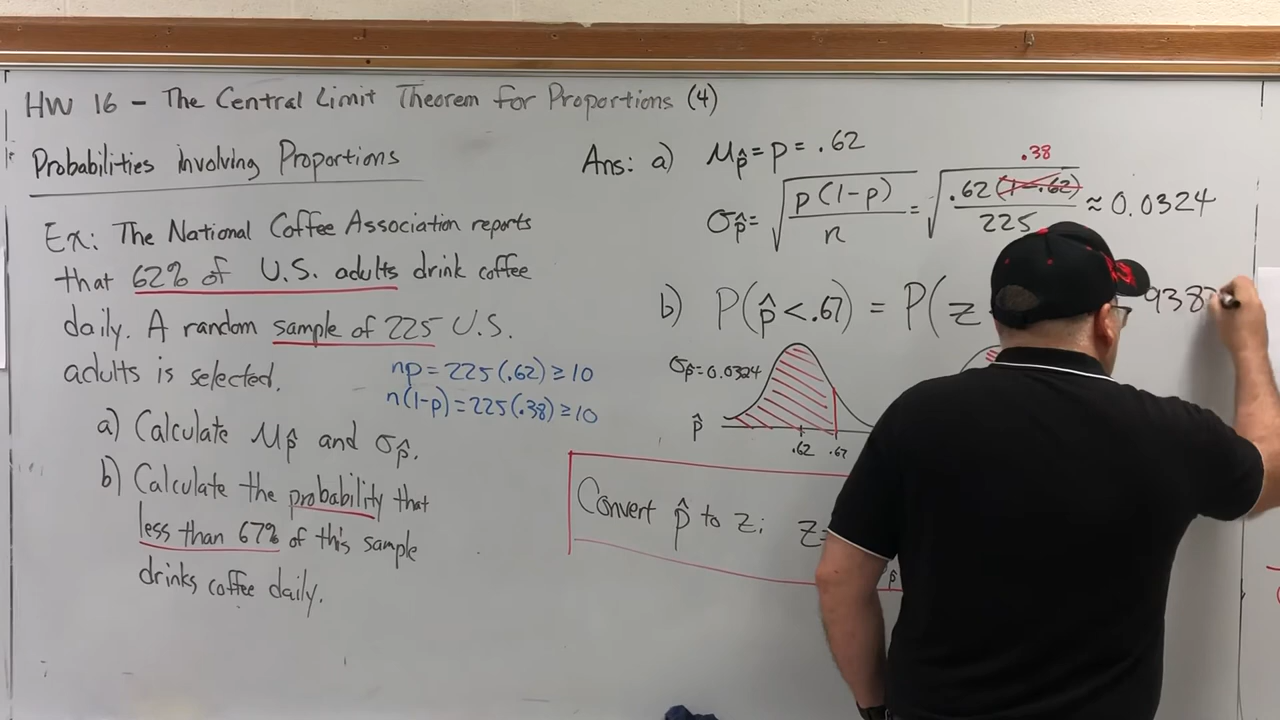 HW 16 - The Central Limit Theorem for Proportions (4)
Probabilities involving Proportions
Ex: The National Coffee Association reports
that 62% of U.S. adults drink coffee
daily. A random sample of 225 U.S.
adults is selected.
np = 225(.62) ≥ 10
n(1-p) = 225(.38) ≥ 10
a) Calculate μp̂ and σp̂.
b) Calculate the probability that
less than 67% of this sample
drinks coffee daily.
Ans: a) μp̂ = p = .62
.38
σp̂ = √(p(1-p)/n) = √(.62(1-.62)/225) ≈ 0.0324
b) P(p̂ < .67) = P(z
938
σp̂ = 0.0324
p̂
.62 .67
Convert p̂ to z: z=
p̂